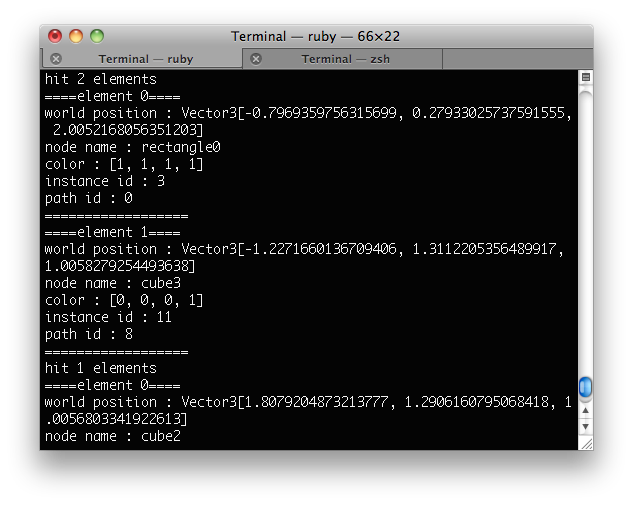 Terminal — ruby — 66×22
Terminal — ruby
Terminal — zsh
hit 2 elements
====element 0====
world position : Vector3[-0.7969359756315699, 0.27933025737591555,
 2.0052168056351203]
node name : rectangle0
color : [1, 1, 1, 1]
instance id : 3
path id : 0
==================
====element 1====
world position : Vector3[-1.2271660136709406, 1.3112205356489917,
1.0058279254493638]
node name : cube3
color : [0, 0, 0, 1]
instance id : 11
path id : 8
==================
hit 1 elements
====element 0====
world position : Vector3[1.8079204873213777, 1.2906160795068418, 1
.0056803341922613]
node name : cube2